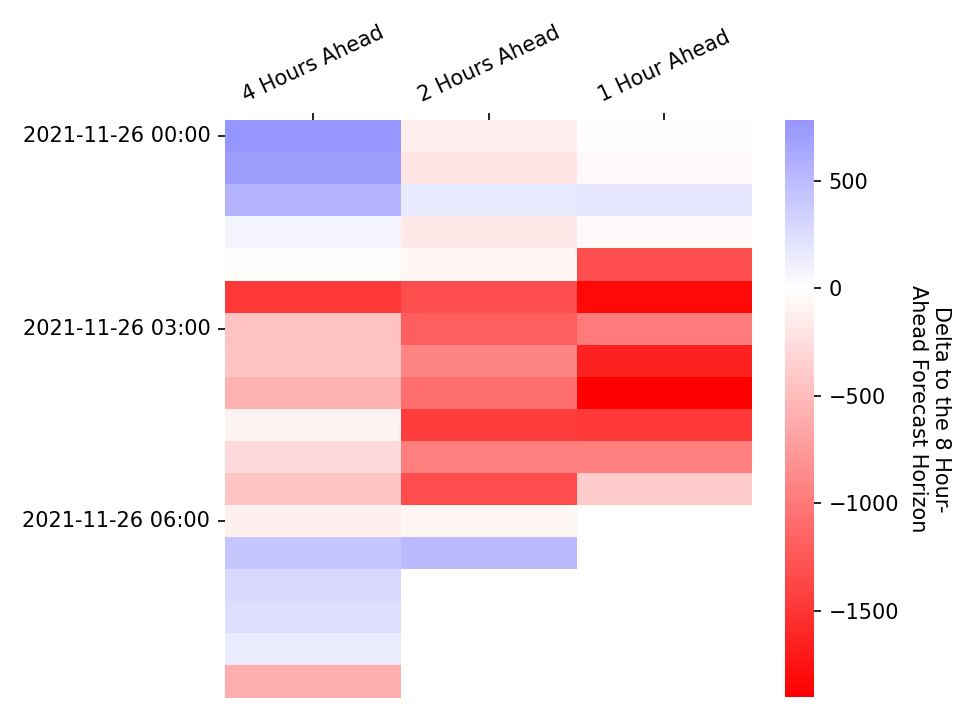 4 Hours Ahead
2 Hours Ahead
1 Hour Ahead
2021-11-26 00:00
2021-11-26 03:00
2021-11-26 06:00
500
0
−500
−1000
−1500
Delta to the 8 Hour-
Ahead Forecast Horizon